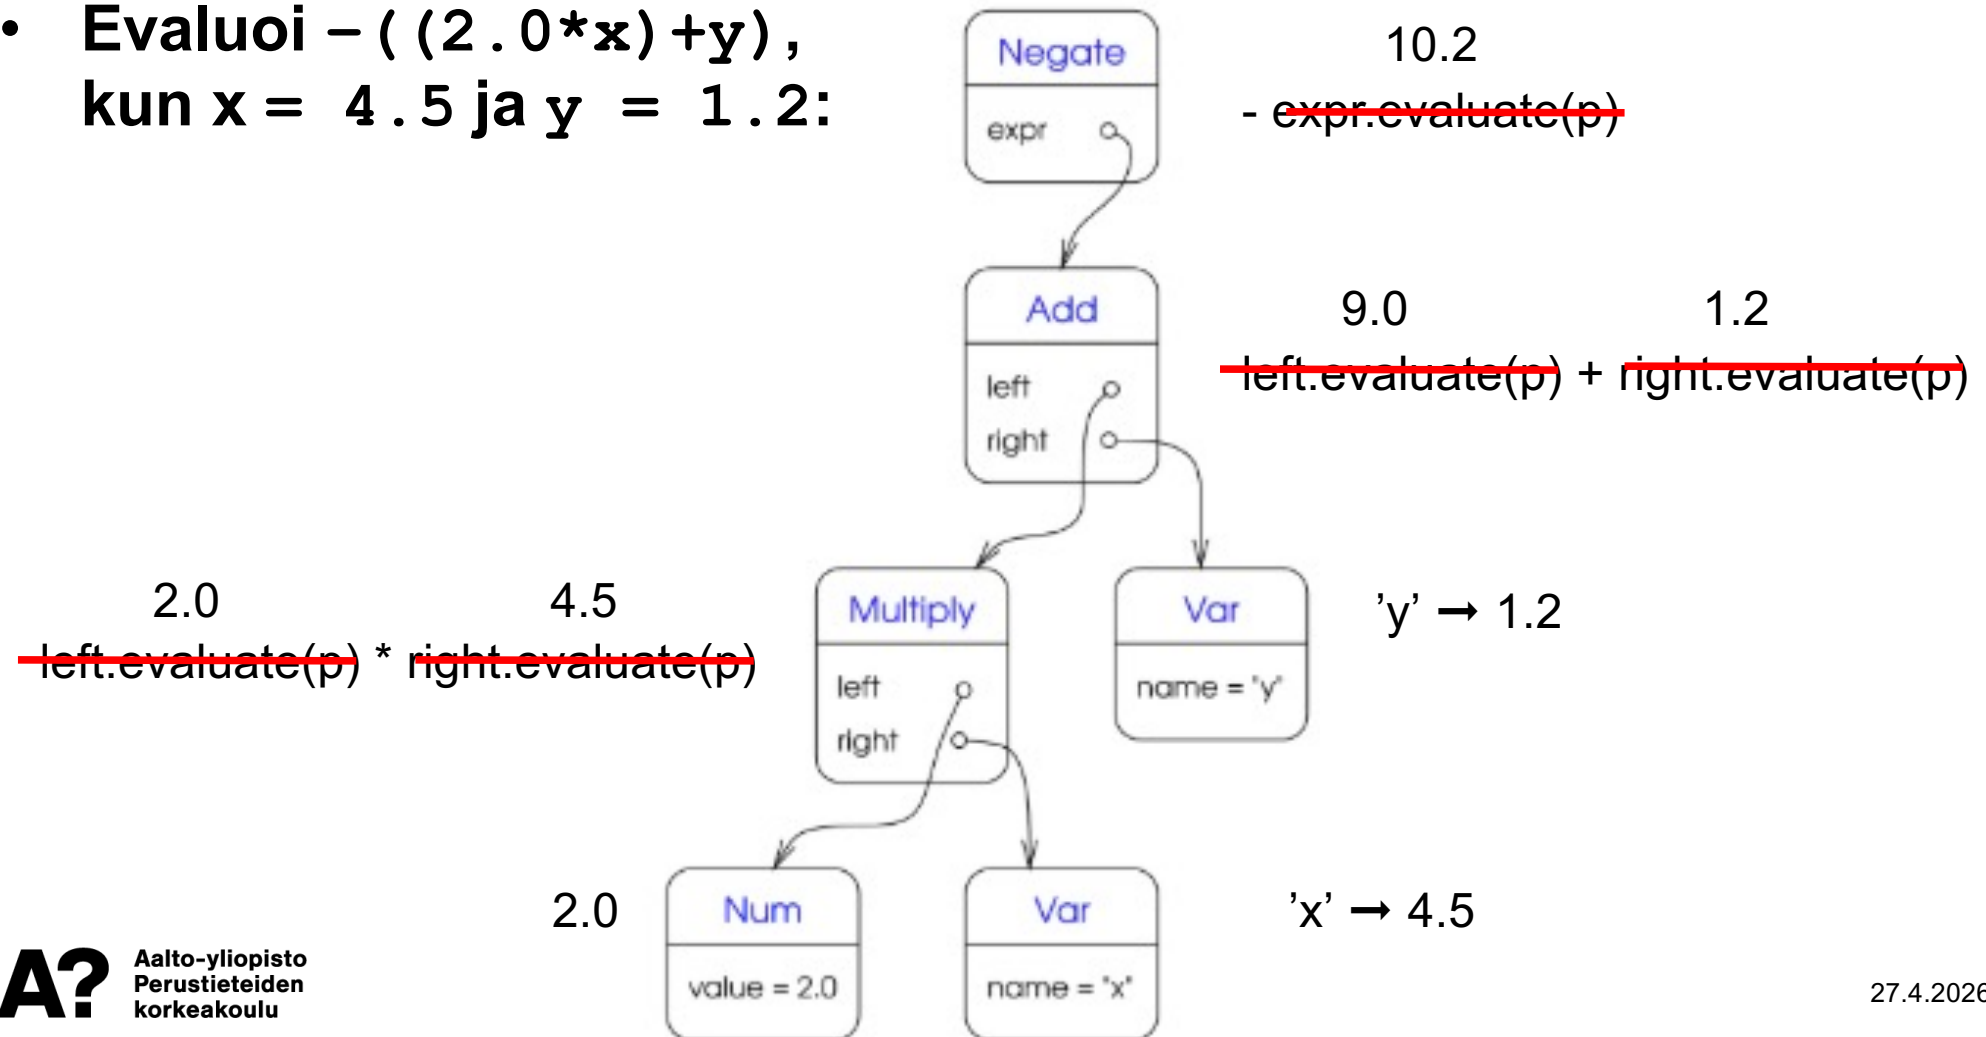 • Evaluoi –((2.0*x)+y),
kun x = 4.5 ja y = 1.2:
Negate
expr
10.2
- expr.evaluate(p)
Add
left
right
9.0 1.2
left.evaluate(p) + right.evaluate(p)
2.0 4.5
left.evaluate(p) * right.evaluate(p)
Multiply
left
right
Var
name = "y"
’y’ → 1.2
2.0
Num
value = 2.0
Var
name = "x"
’x’ → 4.5
A?
Aalto-yliopisto
Perustieteiden
korkeakoulu
27.4.2026